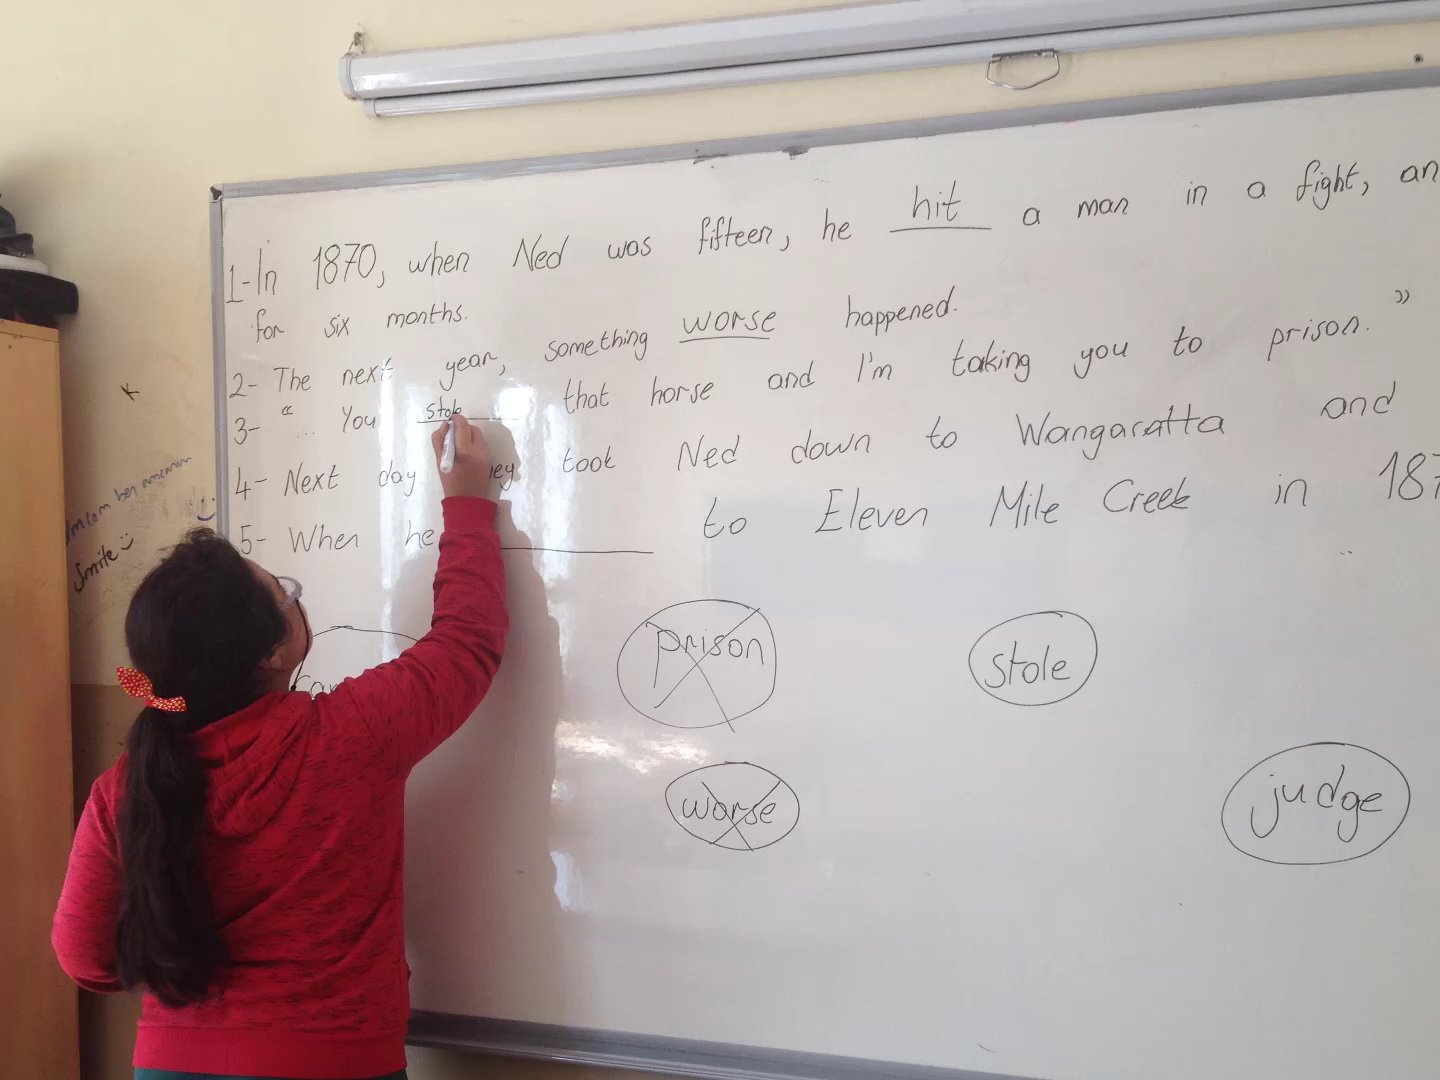 1-In 1870, when Ned was fifteen, he hit a man in a fight, an
for six months.
2- The next year, something worse happened.
3- “... You stole that horse and I'm taking you to prison.”
4- Next day took Ned down to Wangaratta and
5- When he ____ to Eleven Mile Creek in 187
prison
stole
worse
judge
K
Smile